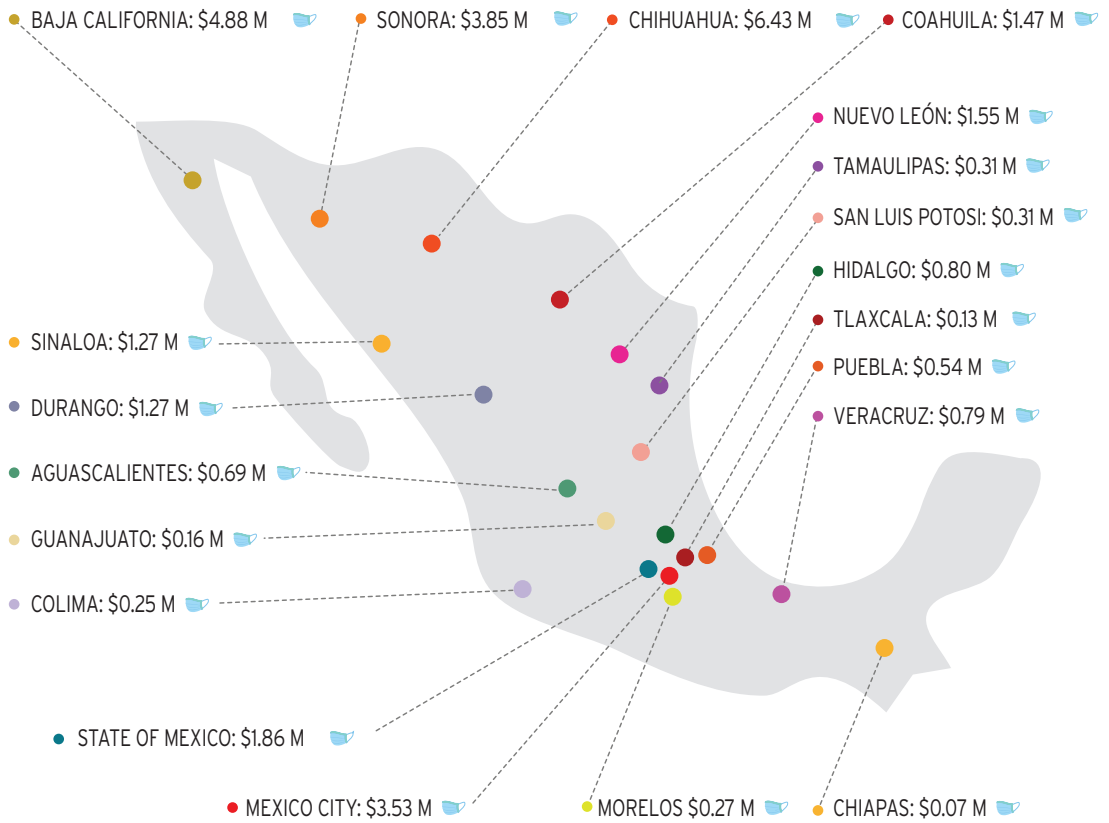 BAJA CALIFORNIA: $4.88 M
SONORA: $3.85 M
CHIHUAHUA: $6.43 M
COAHUILA: $1.47 M
NUEVO LEÓN: $1.55 M
TAMAULIPAS: $0.31 M
SAN LUIS POTOSI: $0.31 M
HIDALGO: $0.80 M
TLAXCALA: $0.13 M
PUEBLA: $0.54 M
VERACRUZ: $0.79 M
SINALOA: $1.27 M
DURANGO: $1.27 M
AGUASCALIENTES: $0.69 M
GUANAJUATO: $0.16 M
COLIMA: $0.25 M
STATE OF MEXICO: $1.86 M
MEXICO CITY: $3.53 M
MORELOS $0.27 M
CHIAPAS: $0.07 M